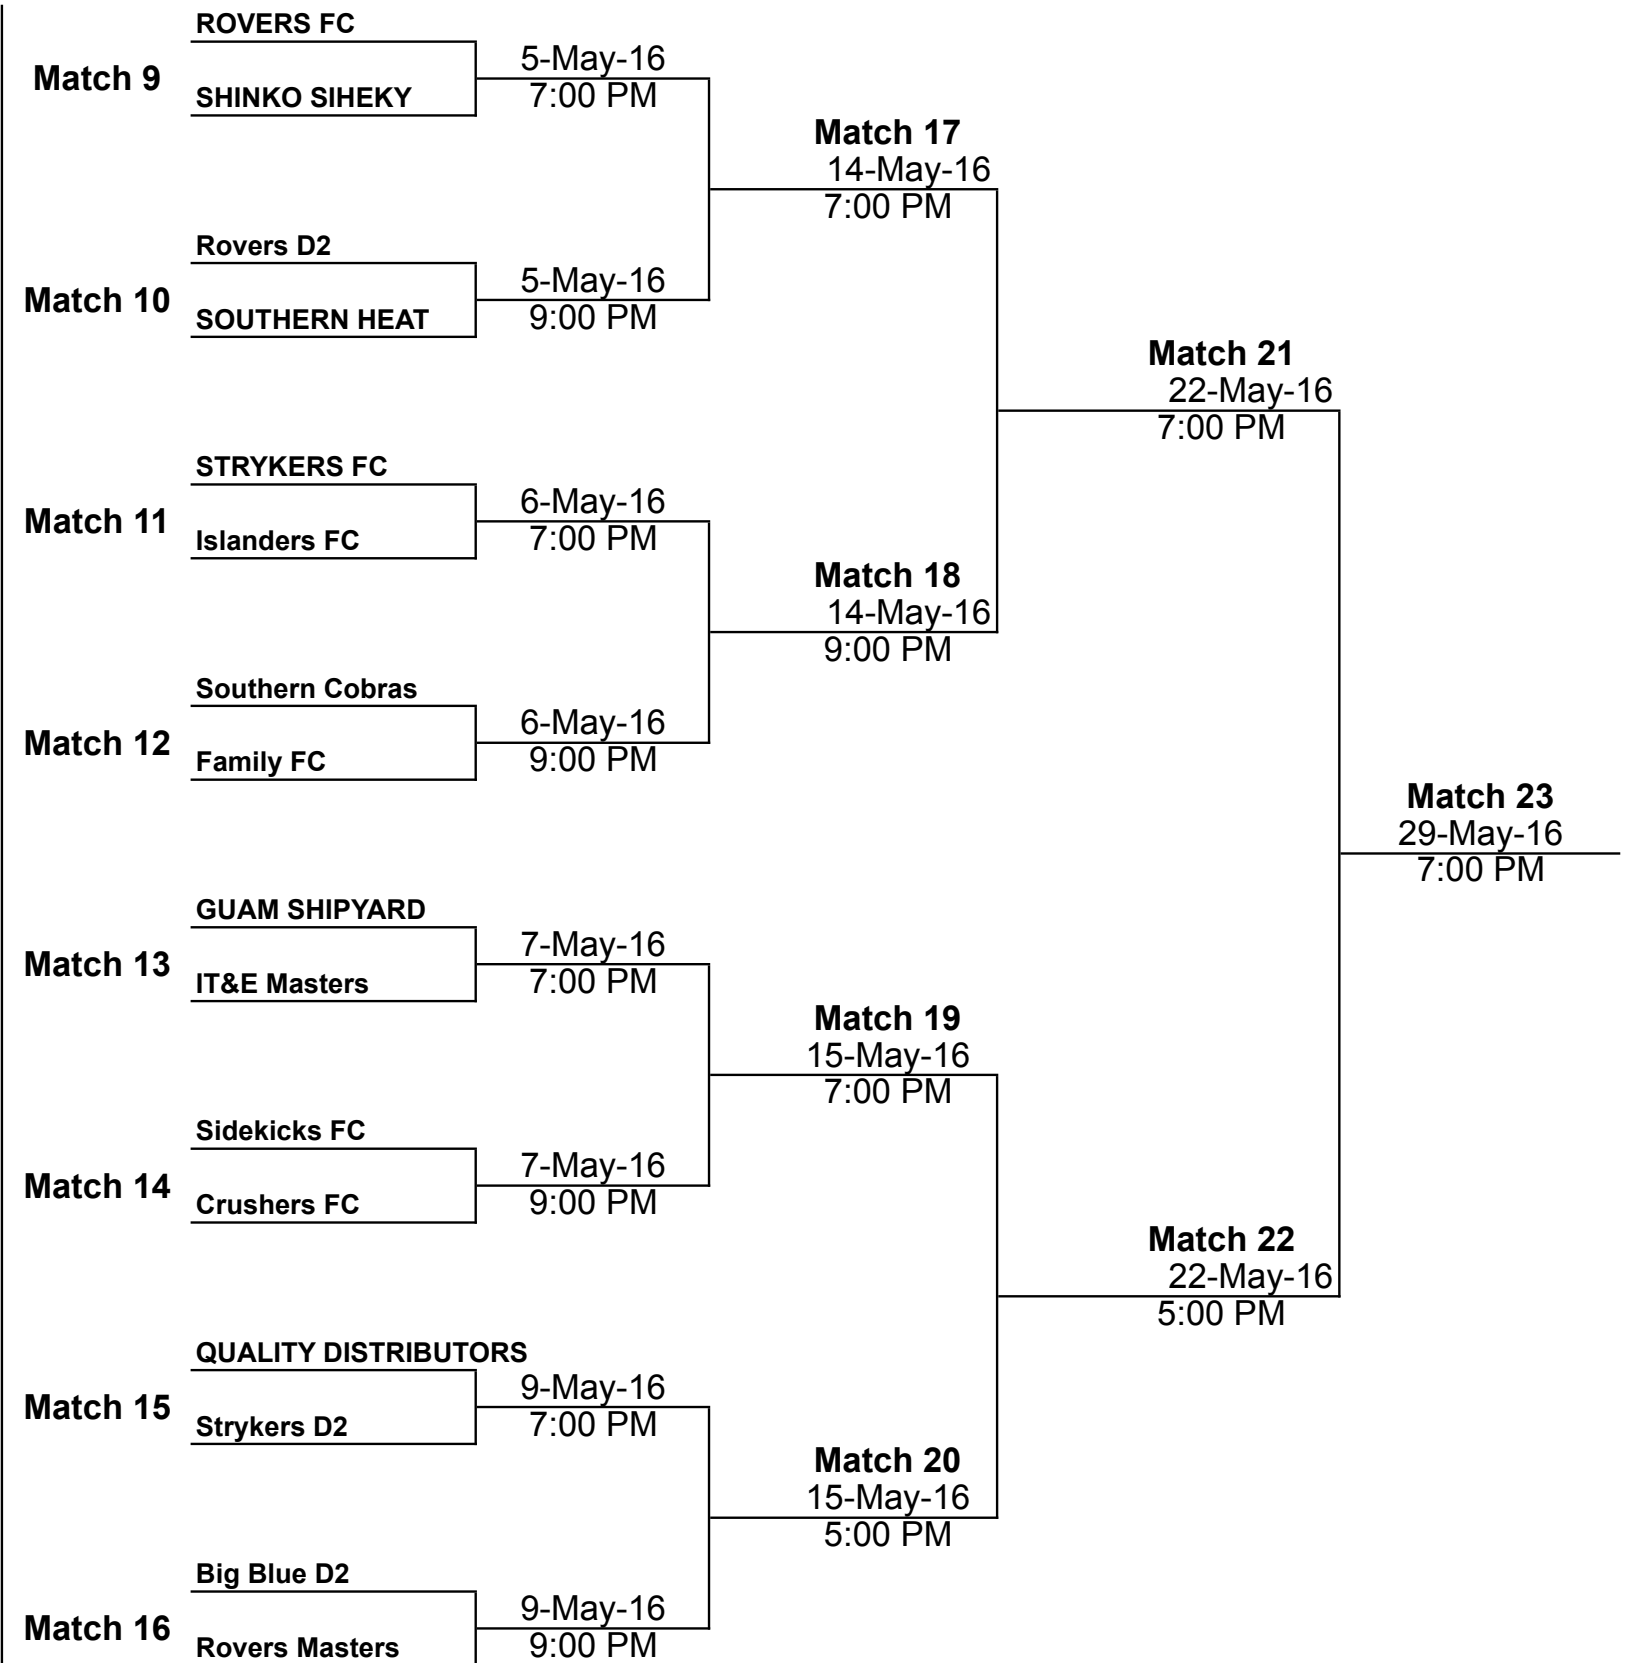 ROVERS FC
Match 9
5-May-16
7:00 PM
SHINKO SIHEKY
Match 17
14-May-16
7:00 PM
Rovers D2
Match 10
5-May-16
9:00 PM
SOUTHERN HEAT
Match 21
22-May-16
7:00 PM
STRYKERS FC
Match 11
6-May-16
7:00 PM
Islanders FC
Match 18
14-May-16
9:00 PM
Southern Cobras
Match 12
6-May-16
9:00 PM
Family FC
Match 23
29-May-16
7:00 PM
GUAM SHIPYARD
Match 13
7-May-16
7:00 PM
IT&E Masters
Match 19
15-May-16
7:00 PM
Sidekicks FC
Match 14
7-May-16
9:00 PM
Crushers FC
Match 22
22-May-16
5:00 PM
QUALITY DISTRIBUTORS
Match 15
9-May-16
7:00 PM
Strykers D2
Match 20
15-May-16
5:00 PM
Big Blue D2
Match 16
9-May-16
9:00 PM
Rovers Masters